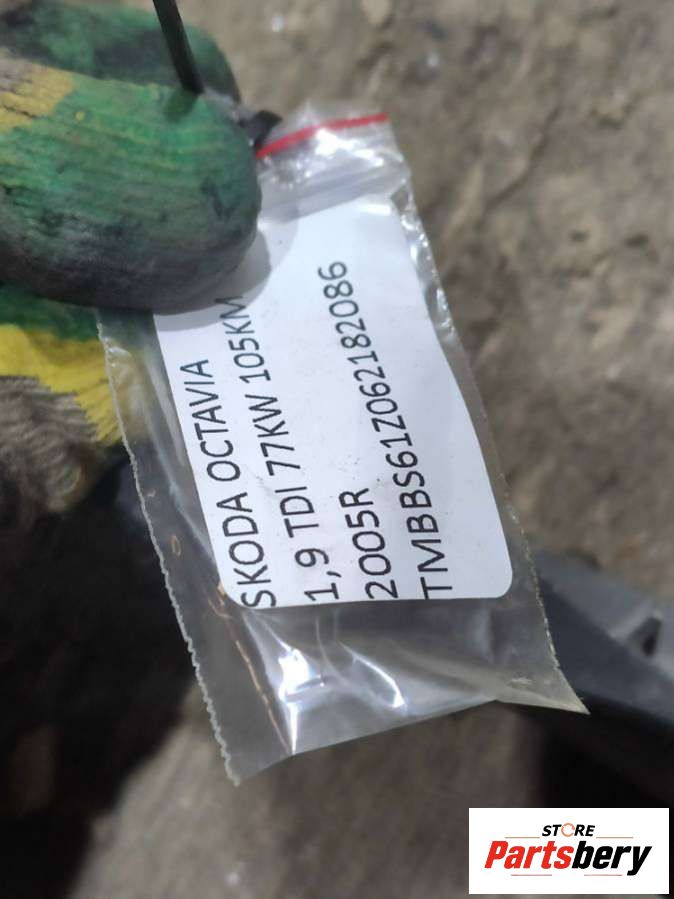 SKODA OCTAVIA
1,9 TDI 77KW 105KM
2005R
TMBBS61Z062182086
STORE
Partsbery